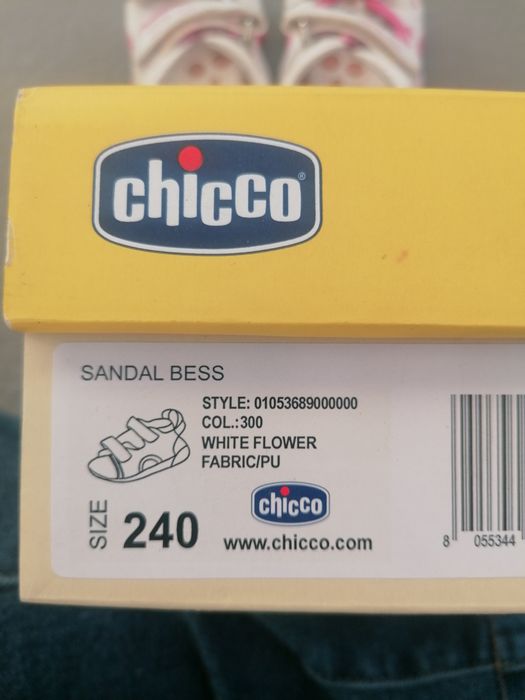 chicco®
SANDAL BESS
STYLE: 01053689000000
COL.:300
WHITE FLOWER
FABRIC/PU
chicco
SIZE 240
www.chicco.com
8 055344